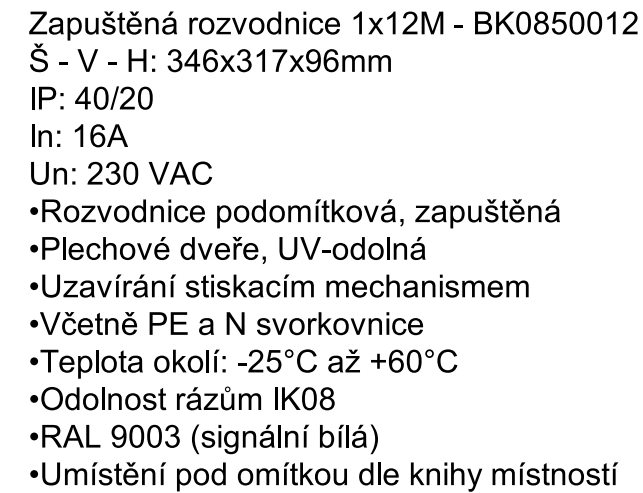 Zapuštěná rozvodnice 1x12M - BK0850012
Š - V - H: 346x317x96mm
IP: 40/20
In: 16A
Un: 230 VAC
•Rozvodnice podomítková, zapuštěná
•Plechové dveře, UV-odolná
•Uzavírání stiskacím mechanismem
•Včetně PE a N svorkovnice
•Teplota okolí: -25°C až +60°C
•Odolnost rázům IK08
•RAL 9003 (signální bílá)
•Umístění pod omítkou dle knihy místností